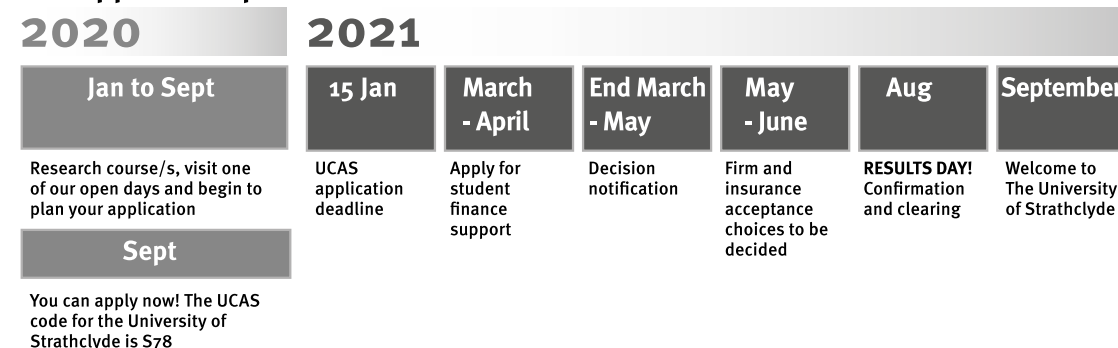 2020
2021
Jan to Sept
Research course/s, visit one
of our open days and begin to
plan your application
Sept
You can apply now! The UCAS
code for the University of
Strathclyde is S78
15 Jan
UCAS
application
deadline
March
- April
Apply for
student
finance
support
End March
- May
Decision
notification
May
- June
Firm and
insurance
acceptance
choices to be
decided
Aug
RESULTS DAY!
Confirmation
and clearing
September
Welcome to
The University
of Strathclyde